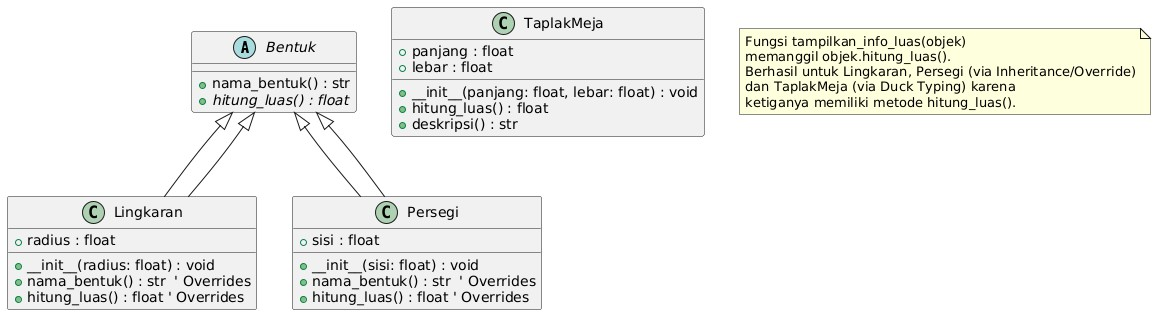 A Bentuk
nama_bentuk() : str
hitung_luas() : float
C TaplakMeja
panjang : float
lebar : float
__init__(panjang: float, lebar: float) : void
hitung_luas() : float
deskripsi() : str
Fungsi tampilkan_info_luas(objek)
memanggil objek.hitung_luas().
Berhasil untuk Lingkaran, Persegi (via Inheritance/Override)
dan TaplakMeja (via Duck Typing) karena
ketiganya memiliki metode hitung_luas().
C Lingkaran
radius : float
__init__(radius: float) : void
nama_bentuk() : str  ' Overrides
hitung_luas() : float ' Overrides
C Persegi
sisi : float
__init__(sisi: float) : void
nama_bentuk() : str  ' Overrides
hitung_luas() : float ' Overrides